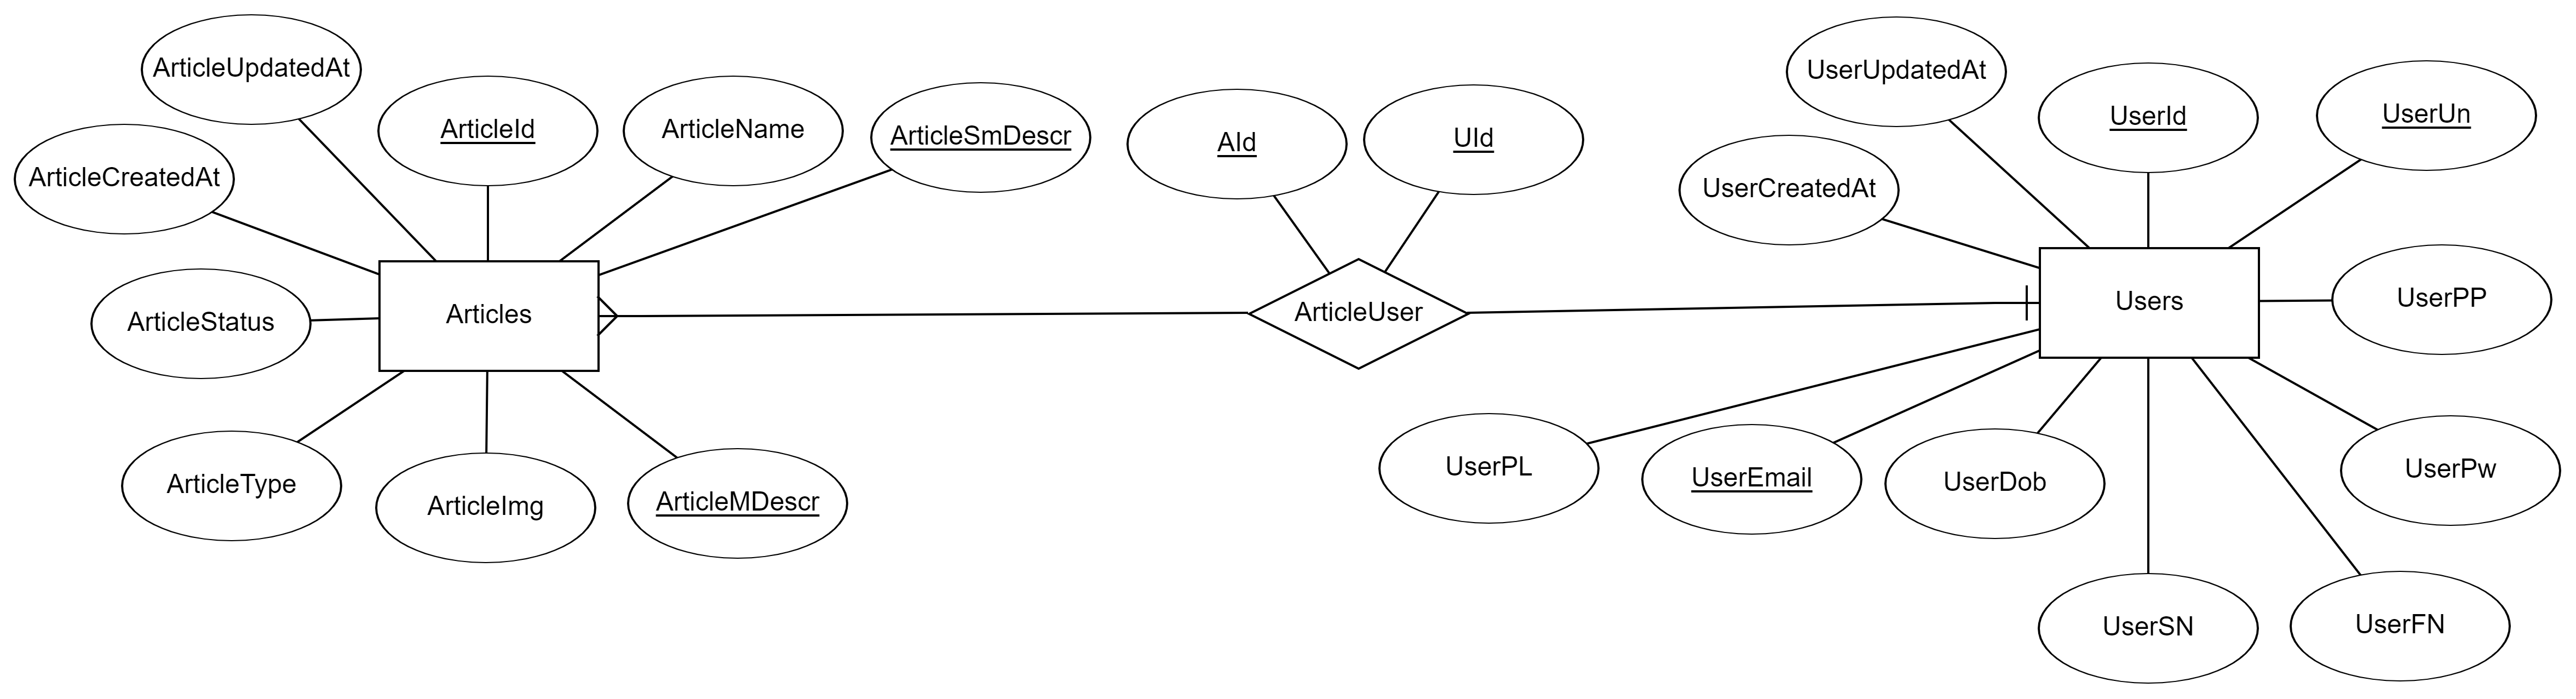 ArticleUpdatedAt
ArticleId
ArticleName
ArticleSmDescr
ArticleCreatedAt
Articles
ArticleStatus
ArticleType
ArticleImg
ArticleMDescr
AId
UId
ArticleUser
UserUpdatedAt
UserId
UserUn
UserCreatedAt
Users
UserPP
UserPL
UserEmail
UserDob
UserPw
UserSN
UserFN